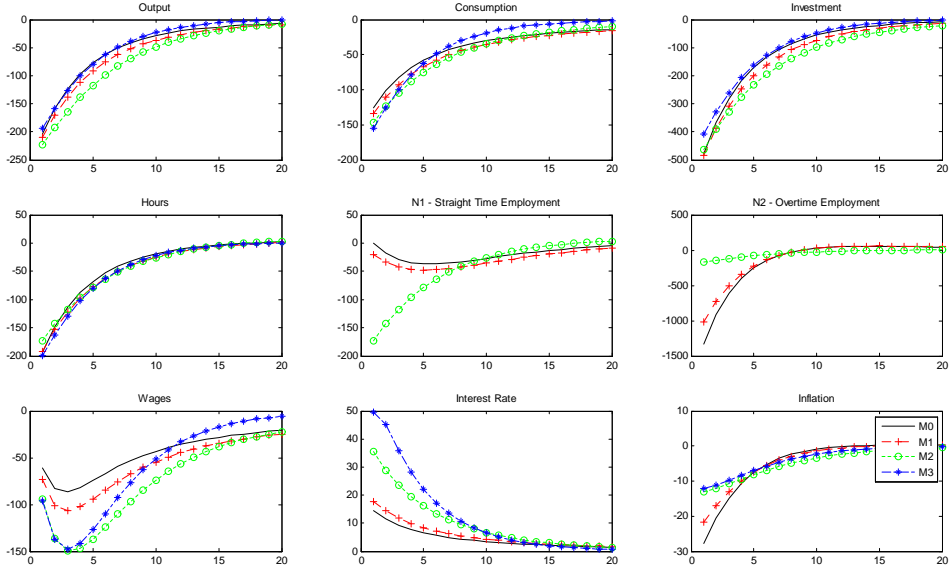 Output
0
-50
-100
-150
-200
-250
0 5 10 15 20
Consumption
0
-50
-100
-150
-200
0 5 10 15 20
Investment
0
-100
-200
-300
-400
-500
0 5 10 15 20
Hours
50
0
-50
-100
-150
-200
0 5 10 15 20
N1 - Straight Time Employment
50
0
-50
-100
-150
-200
0 5 10 15 20
N2 - Overtime Employment
500
0
-500
-1000
-1500
0 5 10 15 20
Wages
0
-50
-100
-150
0 5 10 15 20
Interest Rate
50
40
30
20
10
0
0 5 10 15 20
Inflation
10
0
-10
-20
-30
0 5 10 15 20
M0
M1
M2
M3